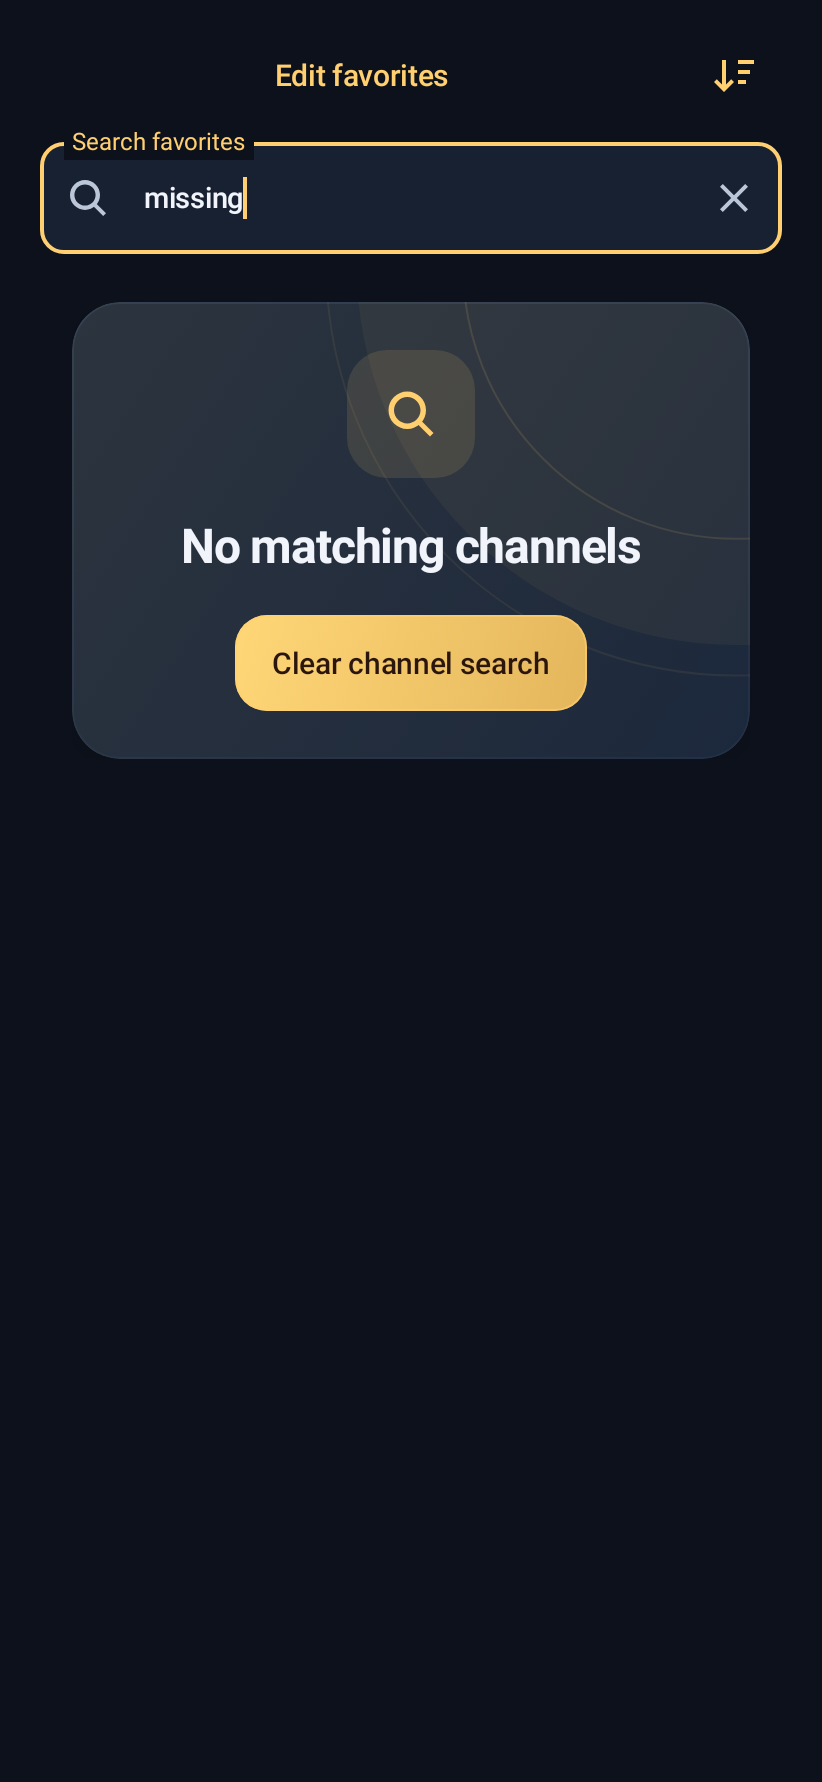 Edit favorites
Search favorites
missing
No matching channels
Clear channel search